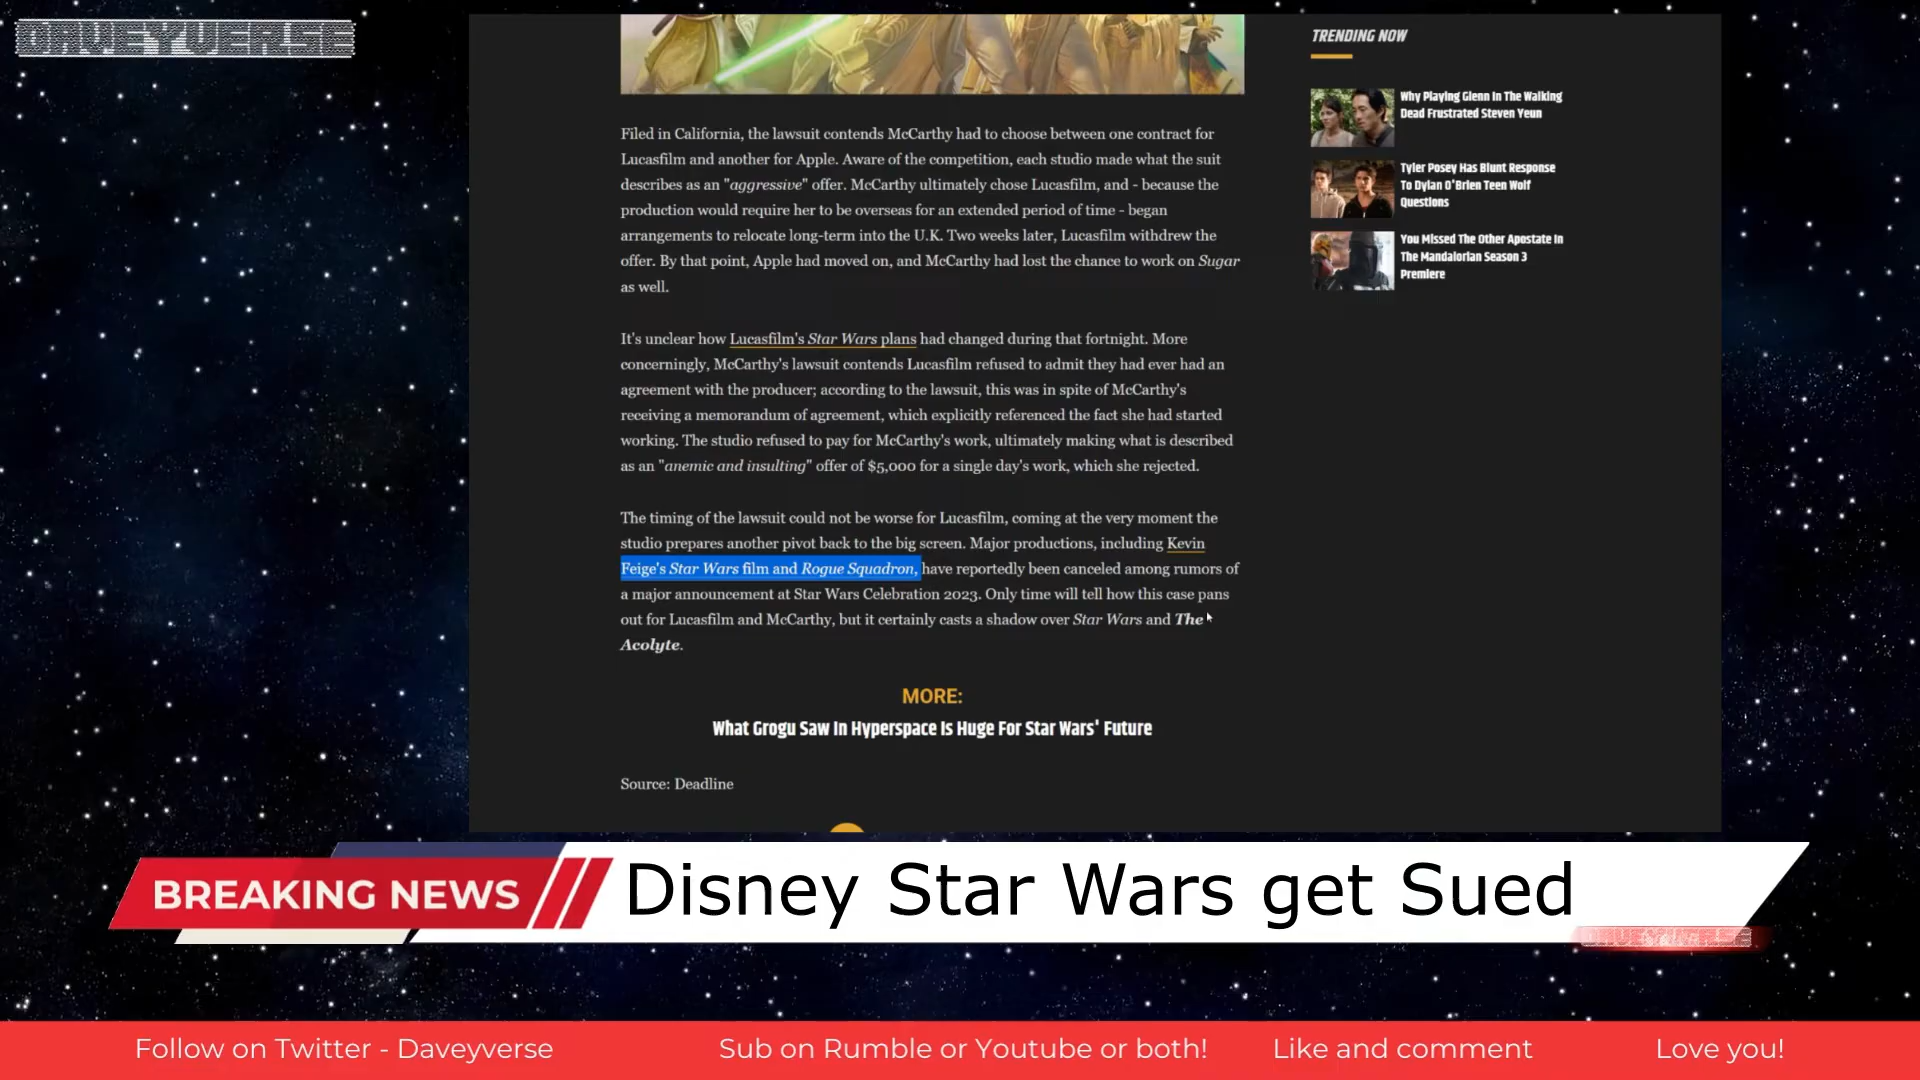 DAVEYVERSE
TRENDING NOW
Why Playing Glenn In The Walking
Dead Frustrated Steven Yeun
Tyler Posey Has Blunt Response
To Dylan O'Brien Teen Wolf
Questions
You Missed The Other Apostate In
The Mandalorian Season 3
Premiere
Filed in California, the lawsuit contends McCarthy had to choose between one contract for
Lucasfilm and another for Apple. Aware of the competition, each studio made what the suit
describes as an "aggressive" offer. McCarthy ultimately chose Lucasfilm, and - because the
production would require her to be overseas for an extended period of time - began
arrangements to relocate long-term into the U.K. Two weeks later, Lucasfilm withdrew the
offer. By that point, Apple had moved on, and McCarthy had lost the chance to work on Sugar
as well.
It's unclear how Lucasfilm's Star Wars plans had changed during that fortnight. More
concerningly, McCarthy's lawsuit contends Lucasfilm refused to admit they had ever had an
agreement with the producer; according to the lawsuit, this was in spite of McCarthy's
receiving a memorandum of agreement, which explicitly referenced the fact she had started
working. The studio refused to pay for McCarthy's work, ultimately making what is described
as an "anemic and insulting" offer of $5,000 for a single day's work, which she rejected.
The timing of the lawsuit could not be worse for Lucasfilm, coming at the very moment the
studio prepares another pivot back to the big screen. Major productions, including Kevin
Feige's Star Wars film and Rogue Squadron, have reportedly been canceled among rumors of
a major announcement at Star Wars Celebration 2023. Only time will tell how this case pans
out for Lucasfilm and McCarthy, but it certainly casts a shadow over Star Wars and The
Acolyte.
MORE:
What Grogu Saw In Hyperspace Is Huge For Star Wars' Future
Source: Deadline
BREAKING NEWS
Disney Star Wars get Sued
DAVEYVERSE
Follow on Twitter - Daveyverse
Sub on Rumble or Youtube or both!
Like and comment
Love you!